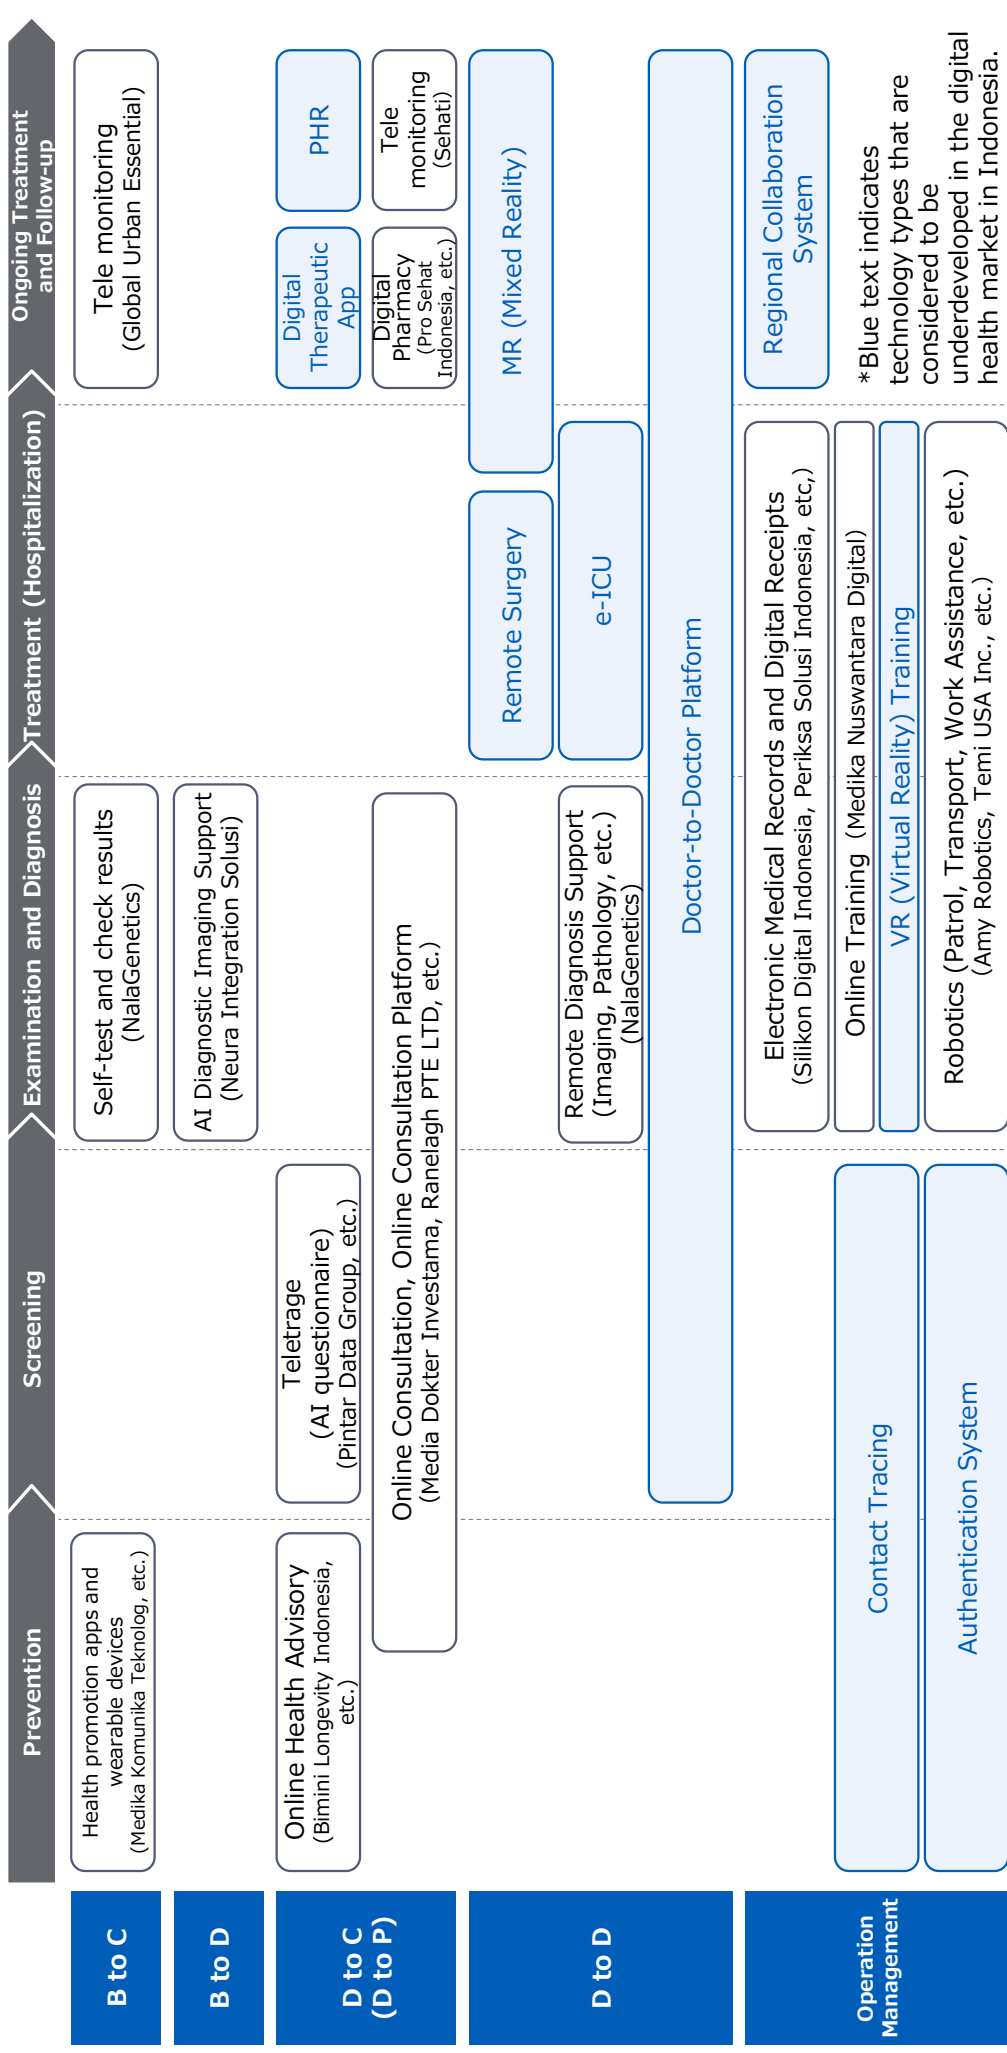 Prevention
Screening
Examination and Diagnosis
Treatment (Hospitalization)
Ongoing Treatment
and Follow-up
B to C
Health promotion apps and
wearable devices
(Medika Komunika Teknolog, etc.)
Self-test and check results
(NalaGenetics)
Tele monitoring
(Global Urban Essential)
B to D
AI Diagnostic Imaging Support
(Neura Integration Solusi)
D to C
(D to P)
Online Health Advisory
(Bimini Longevity Indonesia,
etc.)
Teletrage
(AI questionnaire)
(Pintar Data Group, etc.)
Digital
Therapeutic
App
PHR
Online Consultation, Online Consultation Platform
(Media Dokter Investama, Ranelagh PTE LTD, etc.)
Digital
Pharmacy
(Pro Sehat
Indonesia, etc.)
Tele
monitoring
(Sehati)
D to D
Remote Surgery
MR (Mixed Reality)
Remote Diagnosis Support
(Imaging, Pathology, etc.)
(NalaGenetics)
e-ICU
Doctor-to-Doctor Platform
Operation
Management
Electronic Medical Records and Digital Receipts
(Silikon Digital Indonesia, Periksa Solusi Indonesia, etc,)
Regional Collaboration
System
Contact Tracing
Online Training (Medika Nuswantara Digital)
VR (Virtual Reality) Training
Authentication System
Robotics (Patrol, Transport, Work Assistance, etc.)
(Amy Robotics, Temi USA Inc., etc.)
*Blue text indicates
technology types that are
considered to be
underdeveloped in the digital
health market in Indonesia.